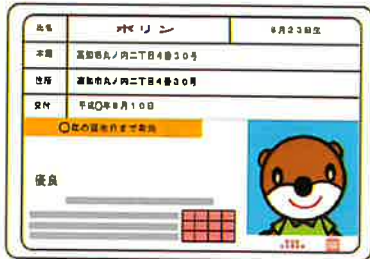 氏名 ホリン 8月23日生
本籍 高知市丸ノ内二丁目4番30号
住所 高知市丸ノ内二丁目4番30号
交付 平成〇年8月10日
〇年の誕生日まで有効
優良